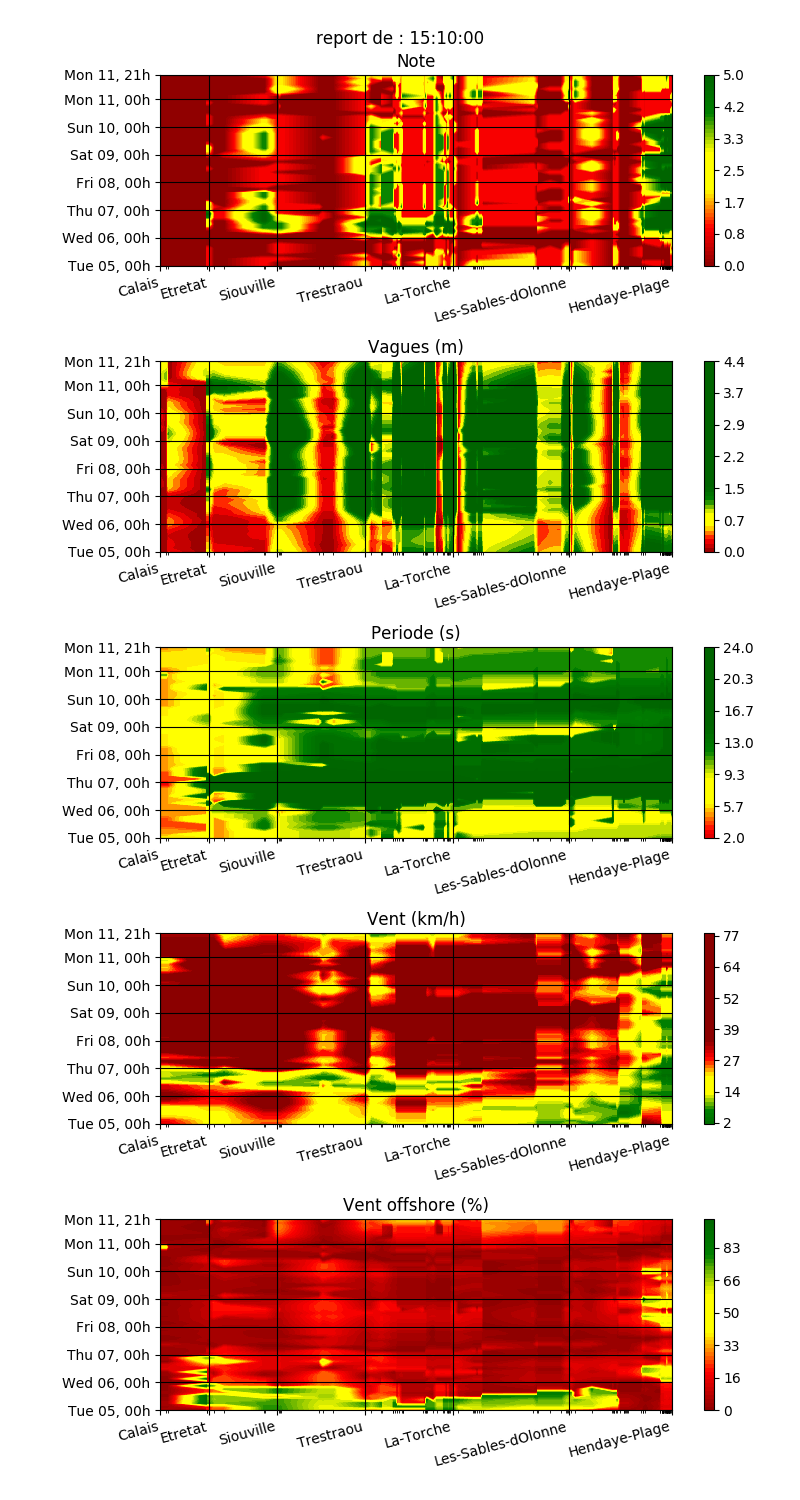 report de : 15:10:00
Note
Mon 11, 21h
Mon 11, 00h
Sun 10, 00h
Sat 09, 00h
Fri 08, 00h
Thu 07, 00h
Wed 06, 00h
Tue 05, 00h
Calais Etretat Siouville Trestraou La-Torche Les-Sables-dOlonne Hendaye-Plage
5.0
4.2
3.3
2.5
1.7
0.8
0.0
Vagues (m)
Mon 11, 21h
Mon 11, 00h
Sun 10, 00h
Sat 09, 00h
Fri 08, 00h
Thu 07, 00h
Wed 06, 00h
Tue 05, 00h
Calais Etretat Siouville Trestraou La-Torche Les-Sables-dOlonne Hendaye-Plage
4.4
3.7
2.9
2.2
1.5
0.7
0.0
Periode (s)
Mon 11, 21h
Mon 11, 00h
Sun 10, 00h
Sat 09, 00h
Fri 08, 00h
Thu 07, 00h
Wed 06, 00h
Tue 05, 00h
Calais Etretat Siouville Trestraou La-Torche Les-Sables-dOlonne Hendaye-Plage
24.0
20.3
16.7
13.0
9.3
5.7
2.0
Vent (km/h)
Mon 11, 21h
Mon 11, 00h
Sun 10, 00h
Sat 09, 00h
Fri 08, 00h
Thu 07, 00h
Wed 06, 00h
Tue 05, 00h
Calais Etretat Siouville Trestraou La-Torche Les-Sables-dOlonne Hendaye-Plage
77
64
52
39
27
14
2
Vent offshore (%)
Mon 11, 21h
Mon 11, 00h
Sun 10, 00h
Sat 09, 00h
Fri 08, 00h
Thu 07, 00h
Wed 06, 00h
Tue 05, 00h
Calais Etretat Siouville Trestraou La-Torche Les-Sables-dOlonne Hendaye-Plage
83
66
50
33
16
0